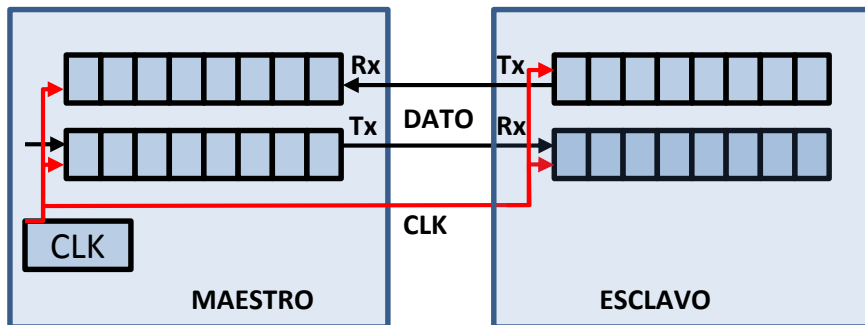 Rx
Tx
Tx
DATO
Rx
CLK
CLK
MAESTRO
ESCLAVO